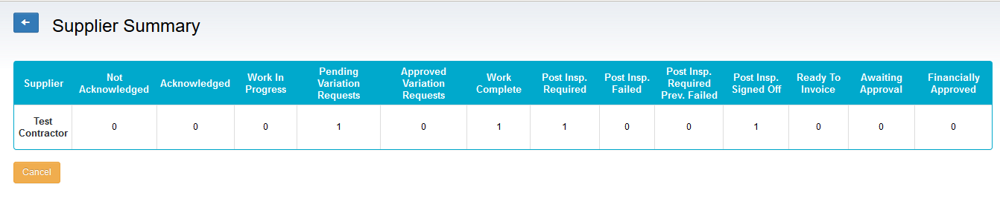 Supplier Summary
Supplier
Not
Acknowledged
Acknowledged
Work In
Progress
Pending
Variation
Requests
Approved
Variation
Requests
Work
Complete
Post Insp.
Required
Post Insp.
Failed
Post Insp.
Required
Prev. Failed
Post Insp.
Signed Off
Ready To
Invoice
Awaiting
Approval
Financially
Approved
Test
Contractor
0
0
0
1
0
1
1
0
0
1
0
0
0
Cancel